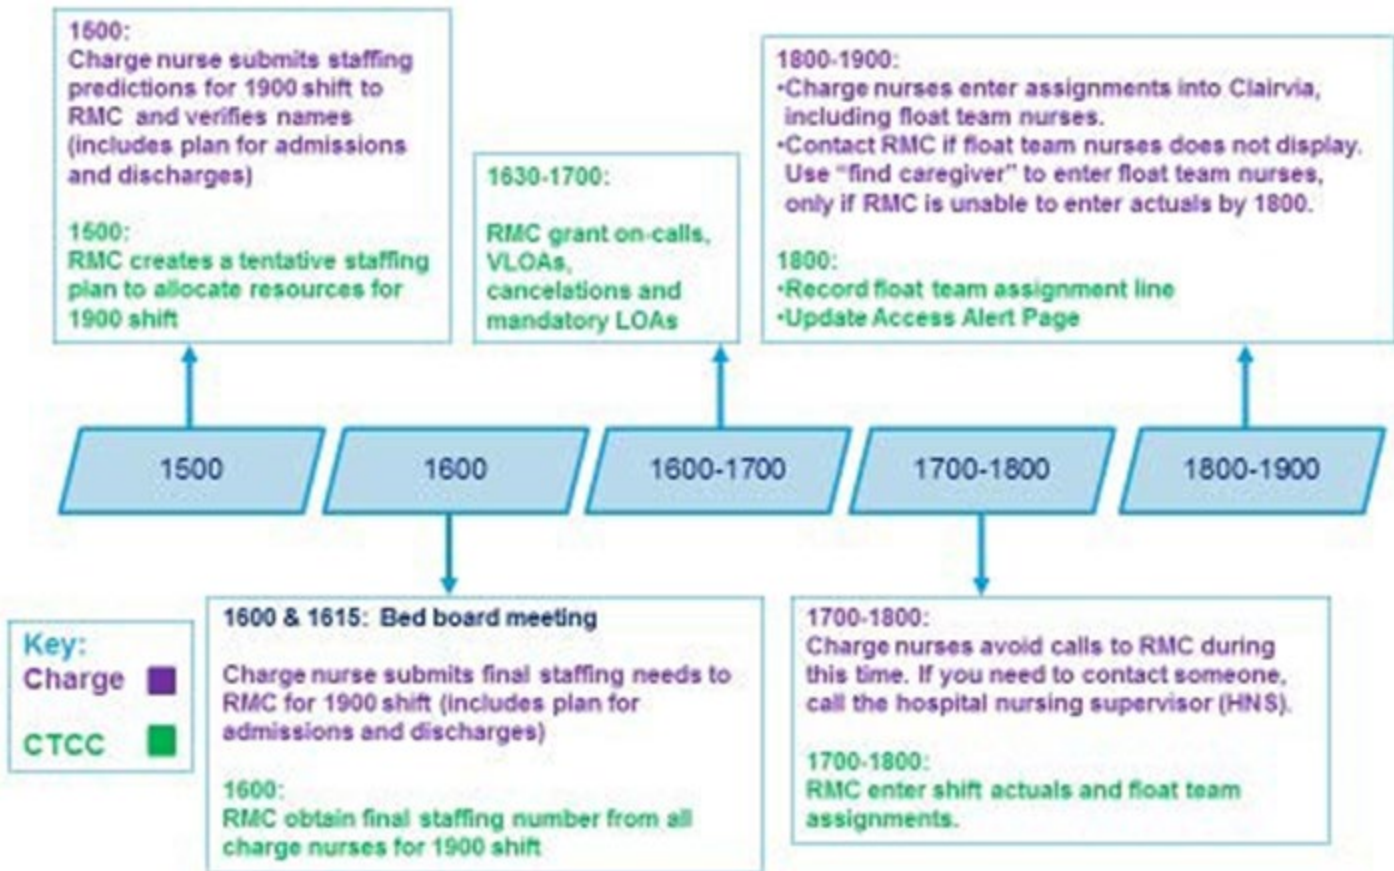 1500:
Charge nurse submits staffing
predictions for 1900 shift to
RMC and verifies names
(includes plan for admissions
and discharges)
1500:
RMC creates a tentative staffing
plan to allocate resources for
1900 shift
1630-1700:
RMC grant on-calls,
VLOAs,
cancelations and
mandatory LOAs
1800-1900:
•Charge nurses enter assignments into Clairvia,
including float team nurses.
•Contact RMC if float team nurses does not display.
Use "find caregiver" to enter float team nurses,
only if RMC is unable to enter actuals by 1800.
1800:
•Record float team assignment line
•Update Access Alert Page
1500
1600
1600-1700
1700-1800
1800-1900
Key:
Charge
CTCC
1600 & 1615: Bed board meeting
Charge nurse submits final staffing needs to
RMC for 1900 shift (includes plan for
admissions and discharges)
1600:
RMC obtain final staffing number from all
charge nurses for 1900 shift
1700-1800:
Charge nurses avoid calls to RMC during
this time. If you need to contact someone,
call the hospital nursing supervisor (HNS).
1700-1800:
RMC enter shift actuals and float team
assignments.